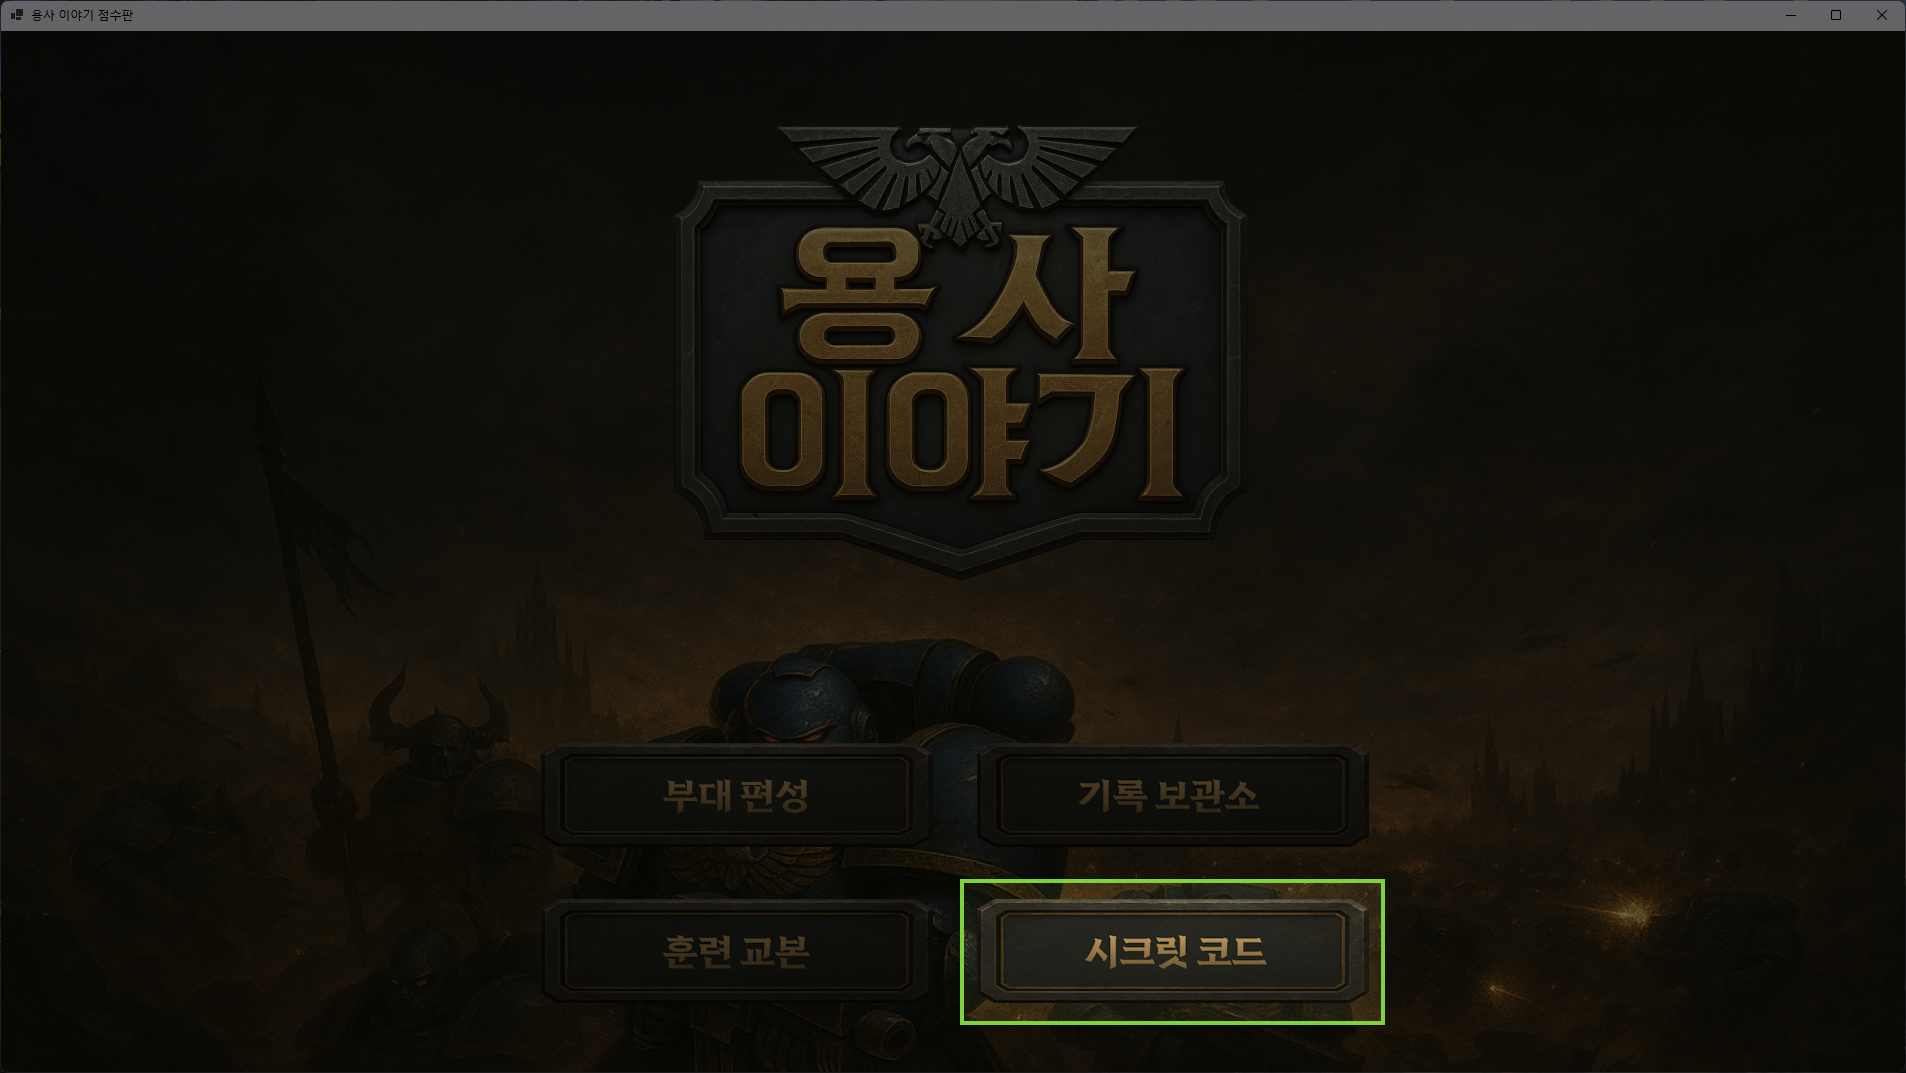 용사 이야기 점수판
용사
이야기
부대 편성
기록 보관소
훈련 교본
시크릿 코드